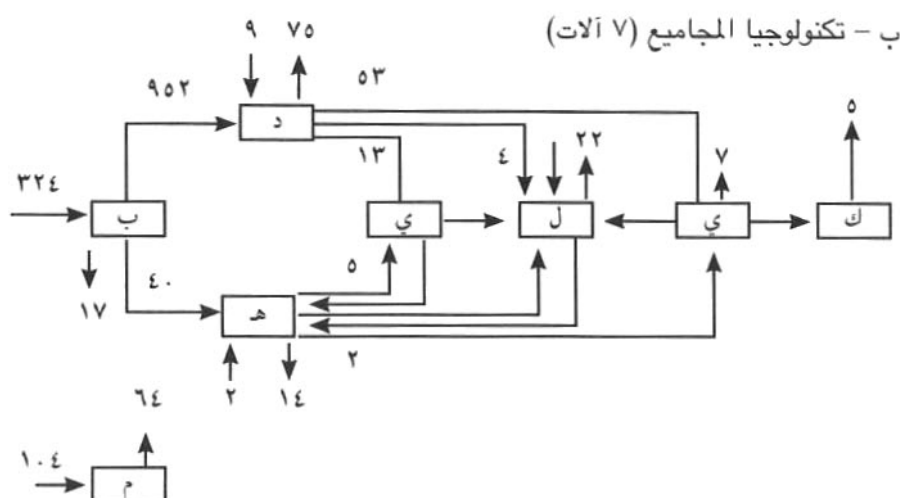 ب – تكنولوجيا المجاميع (٧ آلات)
٩ ٧٥
٥٣
٩٥٢
د
٥
١٣
٤
٢٢
٧
٣٢٤
ب
ي
ل
ي
ك
٥
٤٠
١٧
هـ
٢
٢ ١٤
٦٤
١٠٤
م